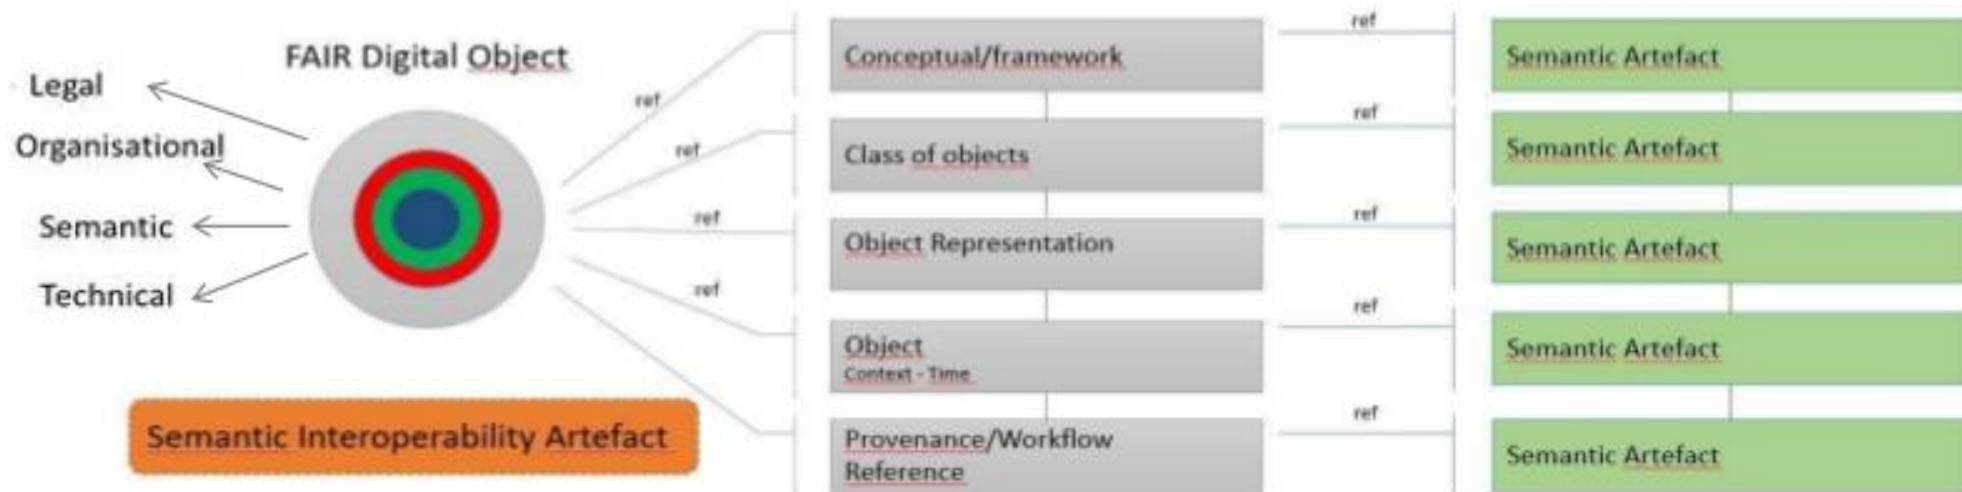 FAIR Digital Object
Legal
Organisational
Semantic
Technical
Semantic Interoperability Artefact
ref
ref
ref
ref
Conceptual/framework
Class of objects
Object Representation
Object
Context - Time
Provenance/Workflow
Reference
ref
ref
ref
ref
ref
Semantic Artefact
Semantic Artefact
Semantic Artefact
Semantic Artefact
Semantic Artefact